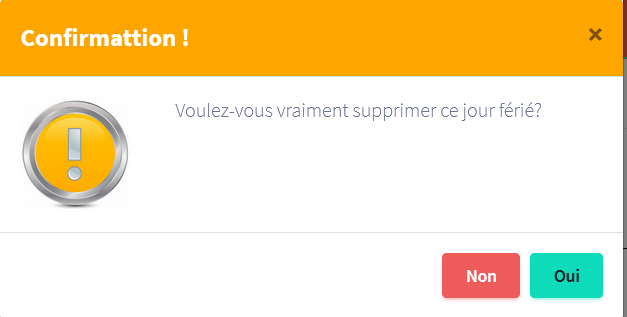 Confirmattion !
×
Voulez-vous vraiment supprimer ce jour férié?
Non
Oui